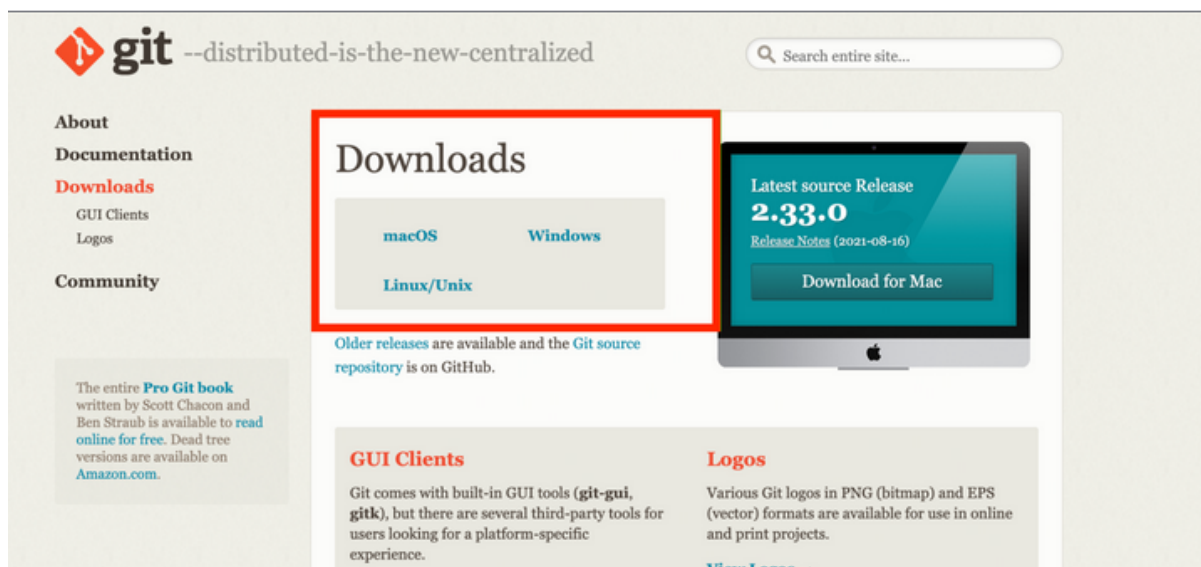 git --distributed-is-the-new-centralized
Search entire site...
About
Documentation
Downloads
GUI Clients
Logos
Community
The entire Pro Git book
written by Scott Chacon and
Ben Straub is available to read
online for free. Dead tree
versions are available on
Amazon.com.
Downloads
macOS
Windows
Linux/Unix
Older releases are available and the Git source
repository is on GitHub.
Latest source Release
2.33.0
Release Notes (2021-08-16)
Download for Mac
GUI Clients
Git comes with built-in GUI tools (git-gui,
gitk), but there are several third-party tools for
users looking for a platform-specific
experience.
Logos
Various Git logos in PNG (bitmap) and EPS
(vector) formats are available for use in online
and print projects.
View Logos